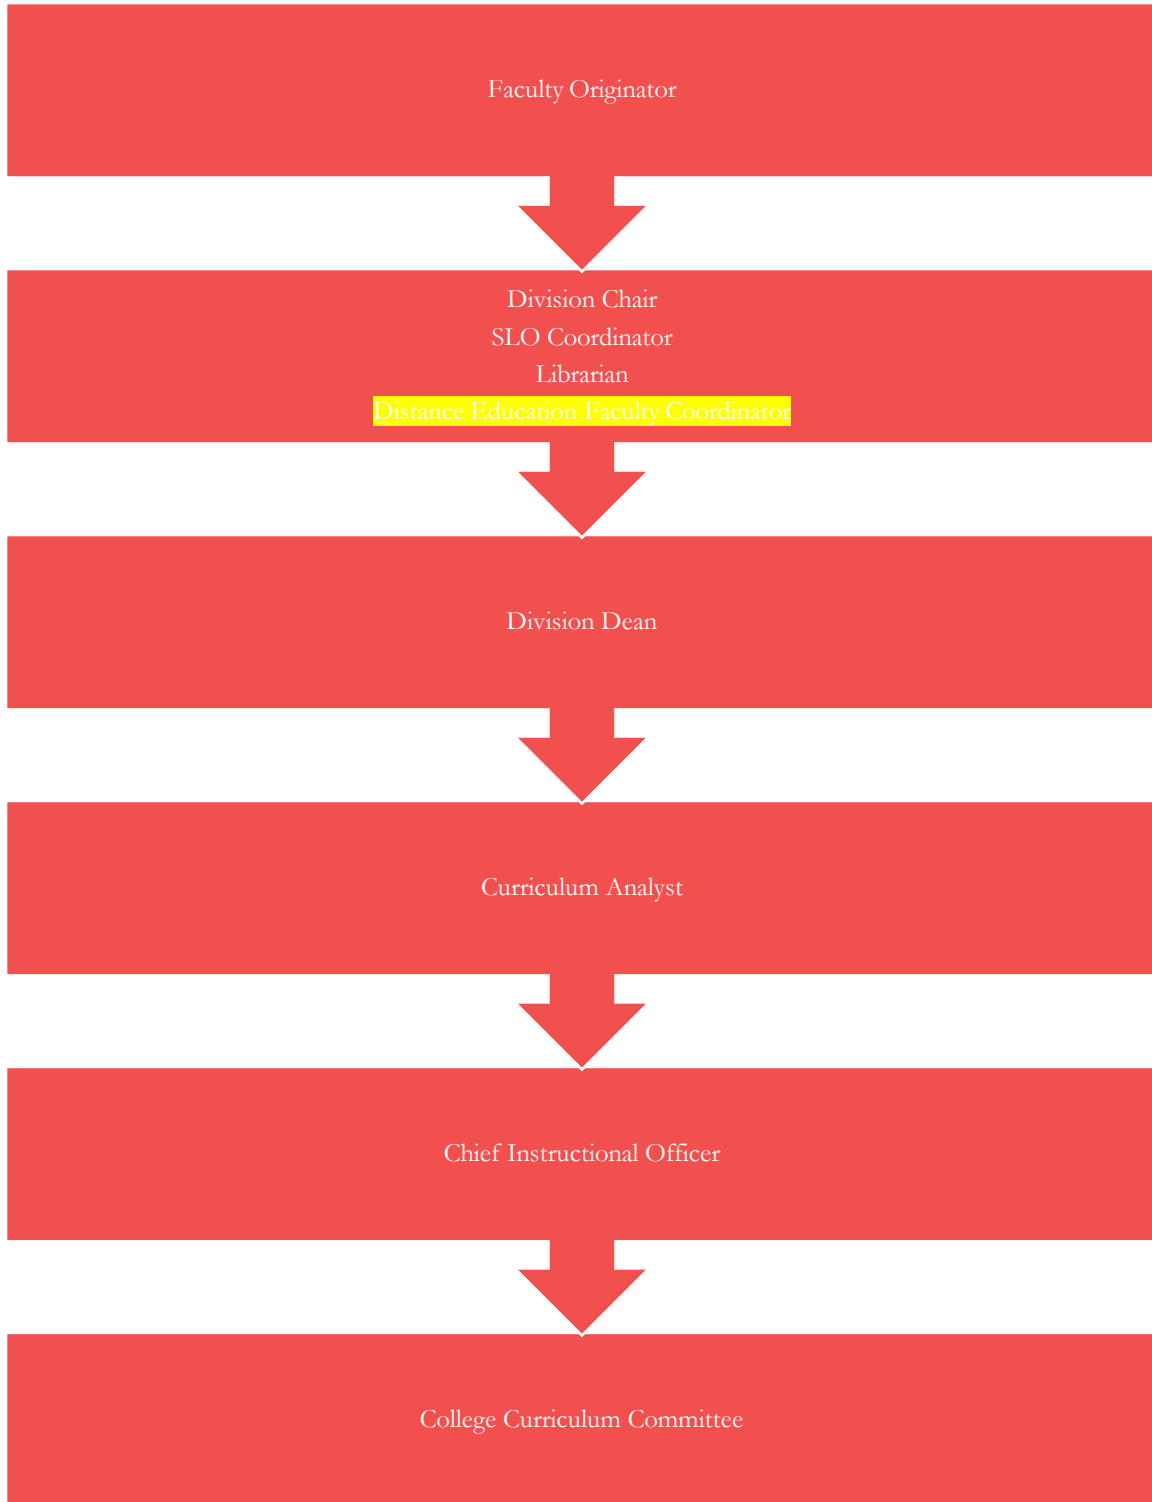 Faculty Originator
Division Chair
SLO Coordinator
Librarian
Distance Education Faculty Coordinator
Division Dean
Curriculum Analyst
Chief Instructional Officer
College Curriculum Committee